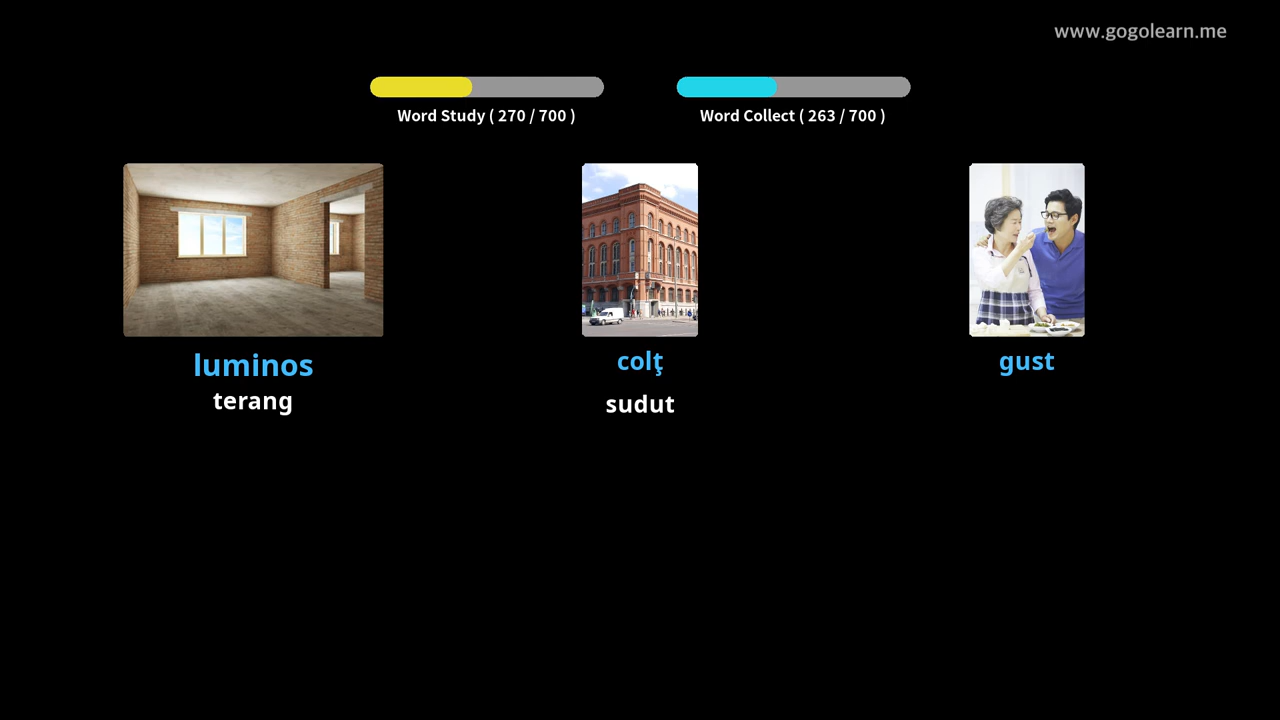 www.gogolearn.me
Word Study ( 270 / 700 )
Word Collect ( 263 / 700 )
luminos
terang
colţ
sudut
gust